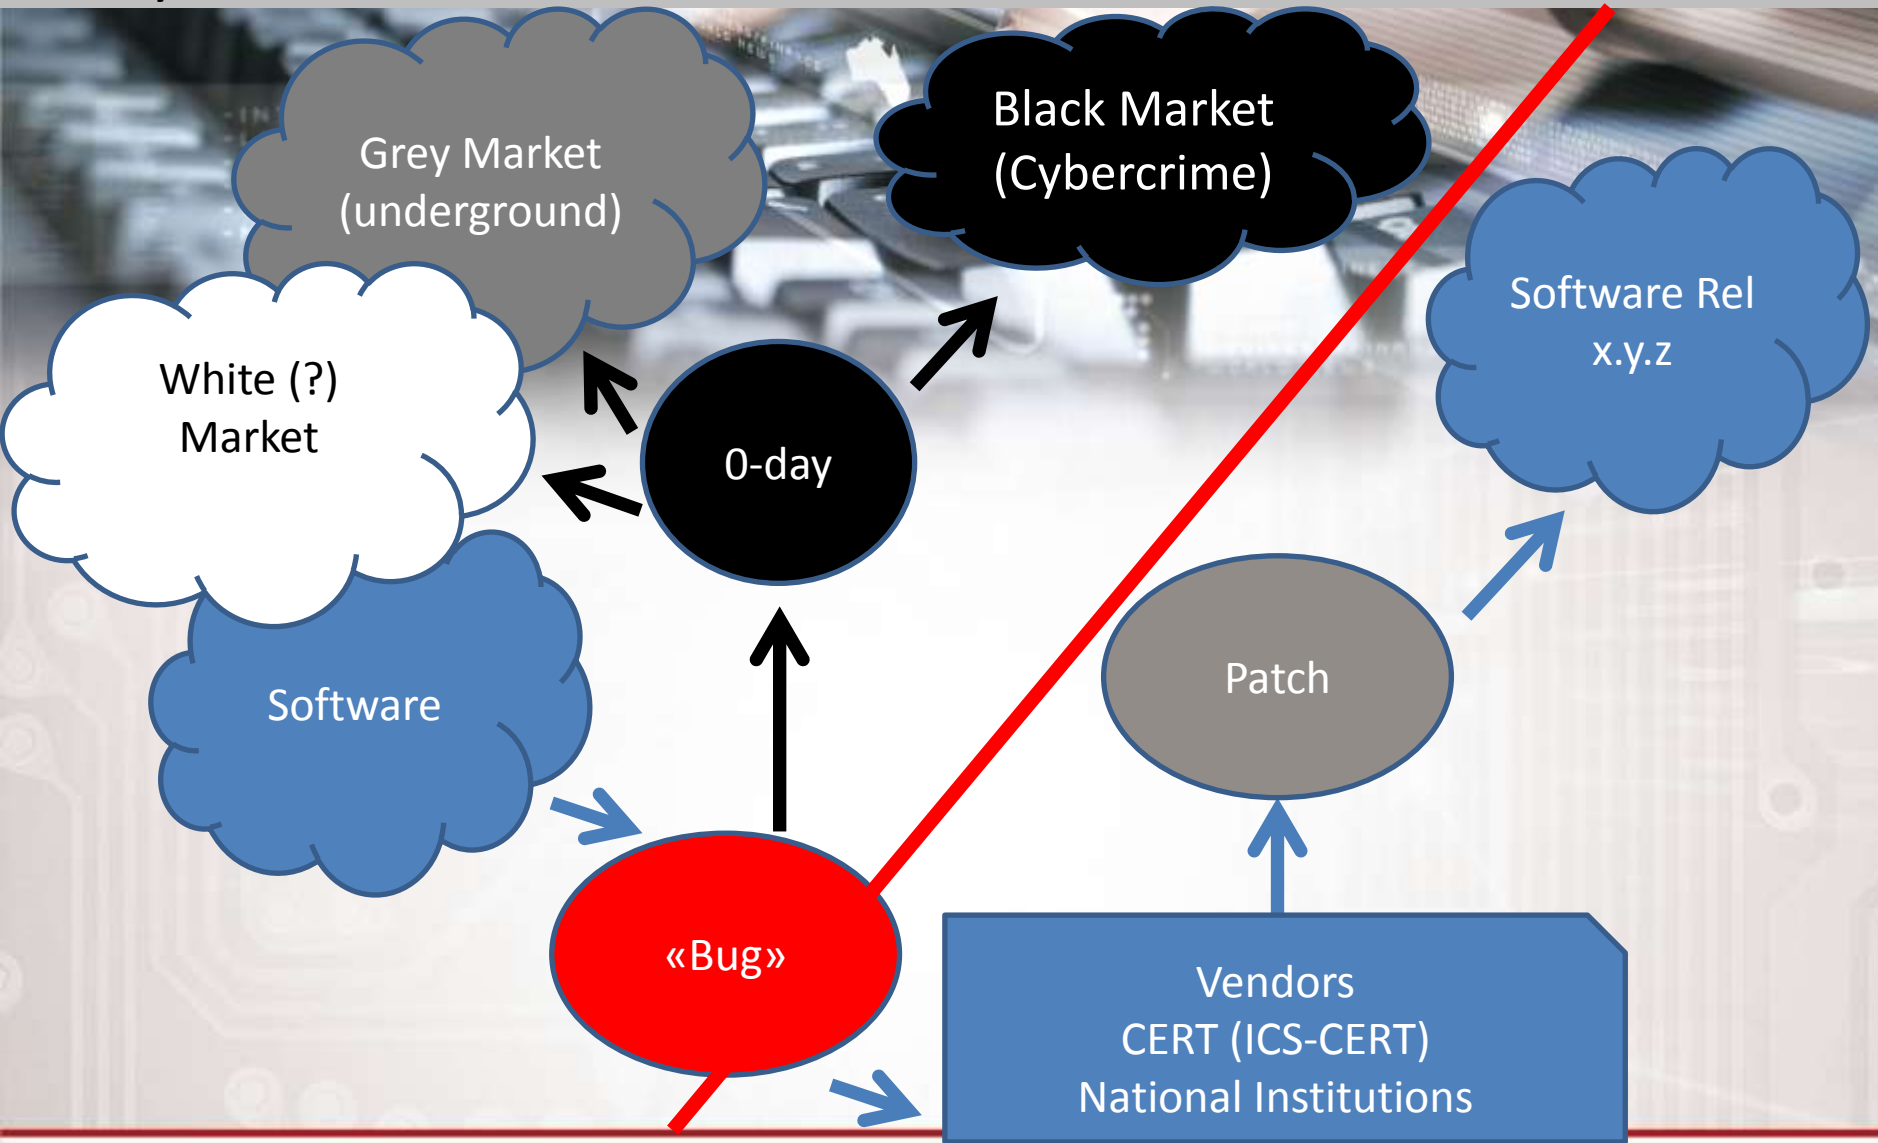 Grey Market
(underground)
Black Market
(Cybercrime)
Software Rel
x.y.z
White (?)
Market
0-day
Software
Patch
«Bug»
Vendors
CERT (ICS-CERT)
National Institutions